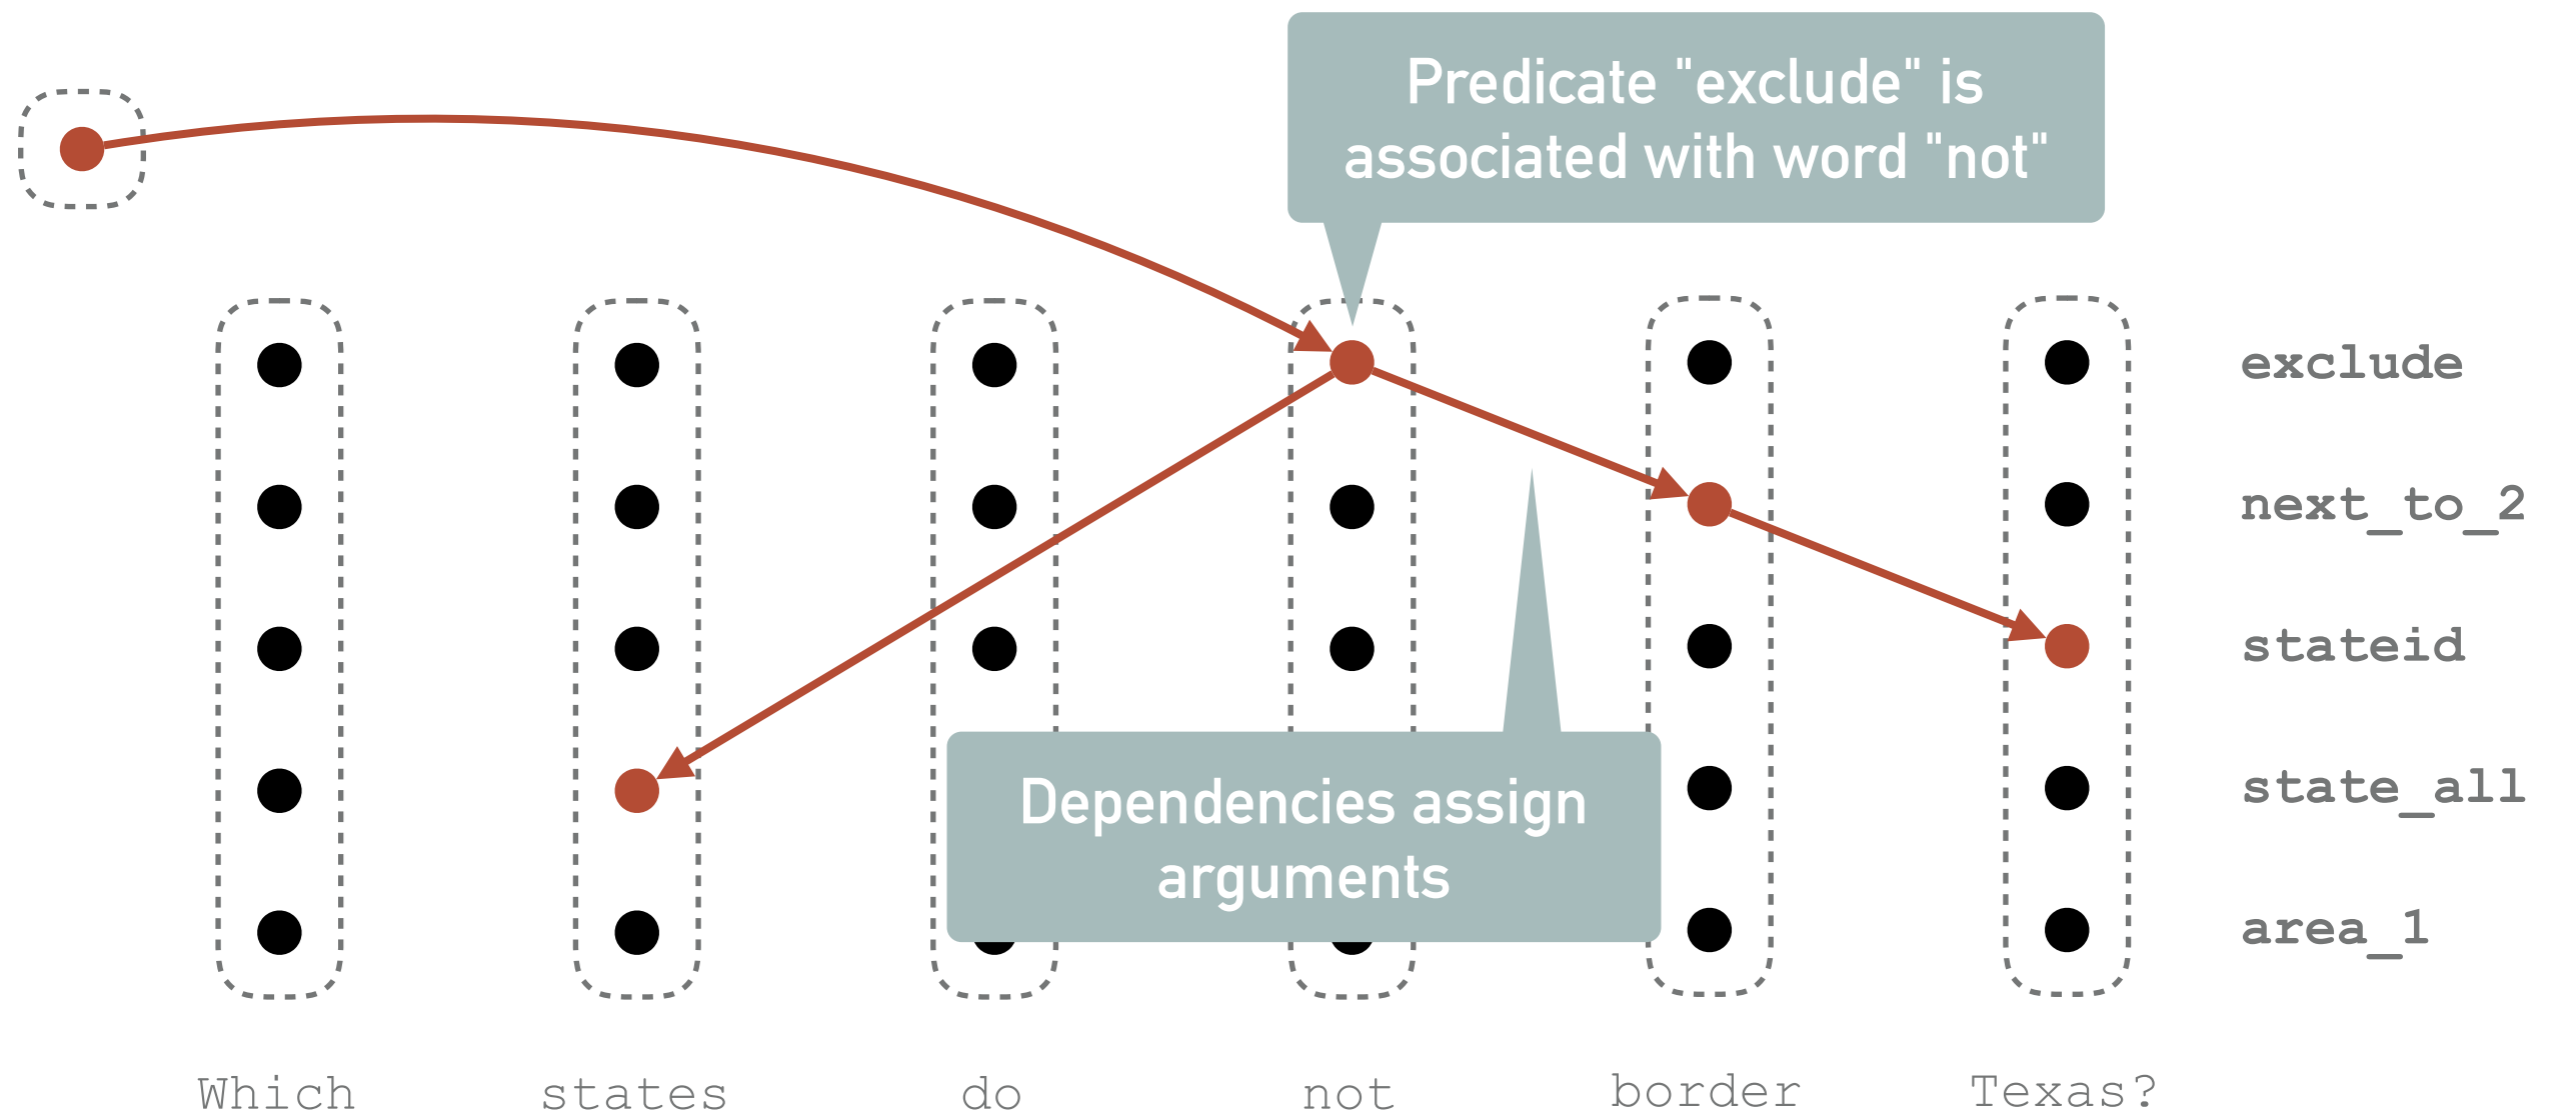 Predicate "exclude" is
associated with word "not"
exclude
next_to_2
stateid
Dependencies assign
arguments
state_all
area_1
Which states do not border Texas?